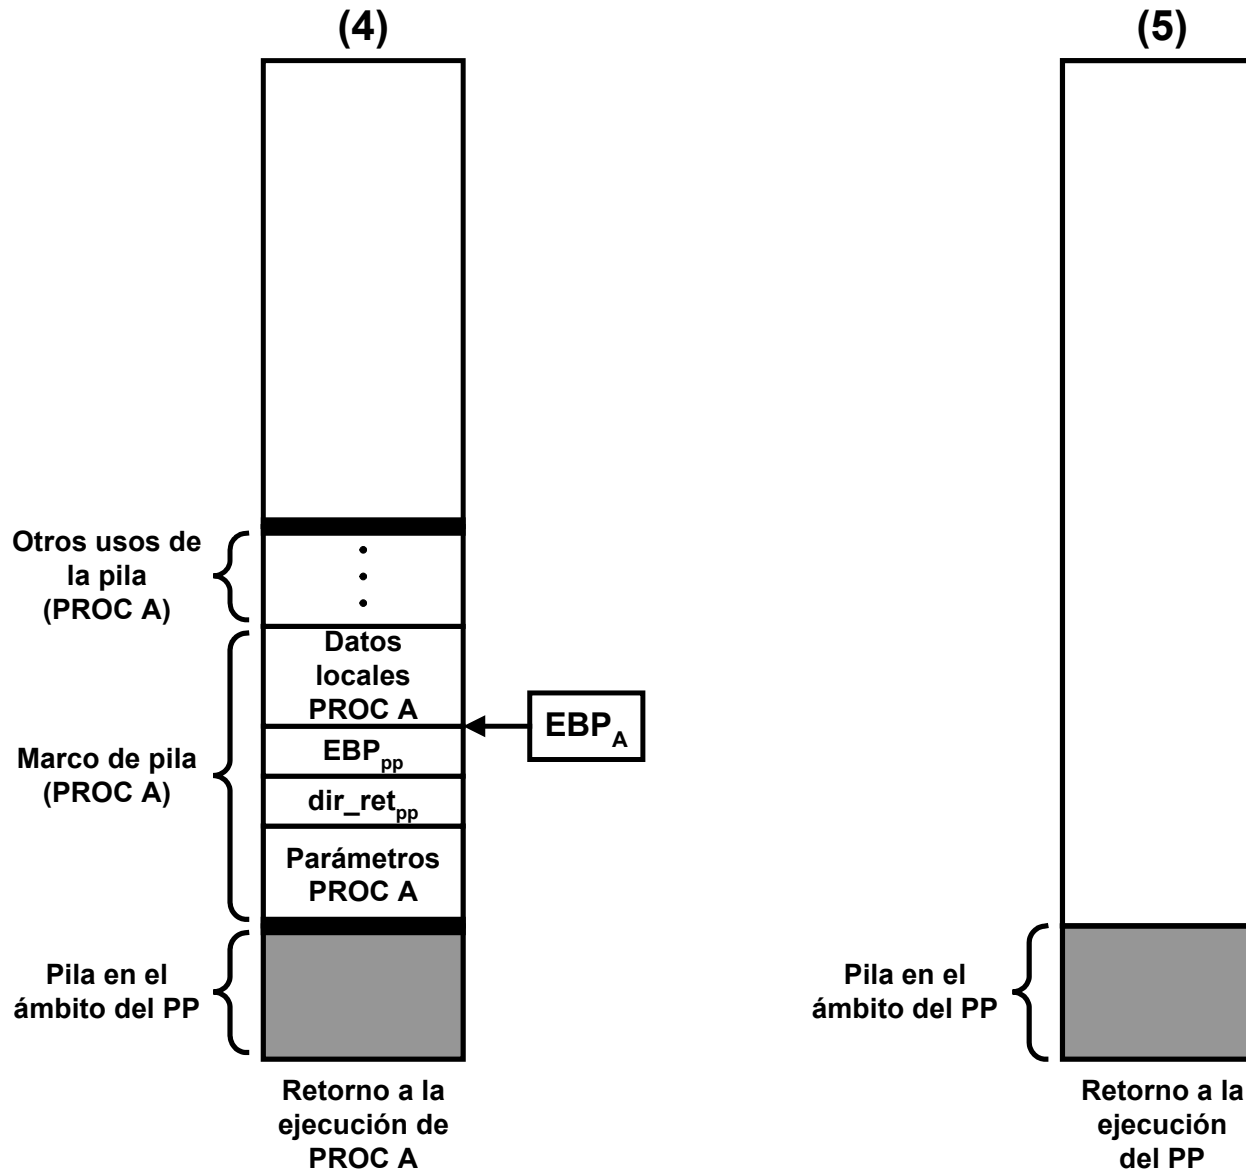 (4)
(5)
Otros usos de
la pila
(PROC A)
Datos
locales
PROC A
EBPpp
EBPA
dir_retpp
Marco de pila
(PROC A)
Parámetros
PROC A
Pila en el
ámbito del PP
Pila en el
ámbito del PP
Retorno a la
ejecución de
PROC A
Retorno a la
ejecución
del PP